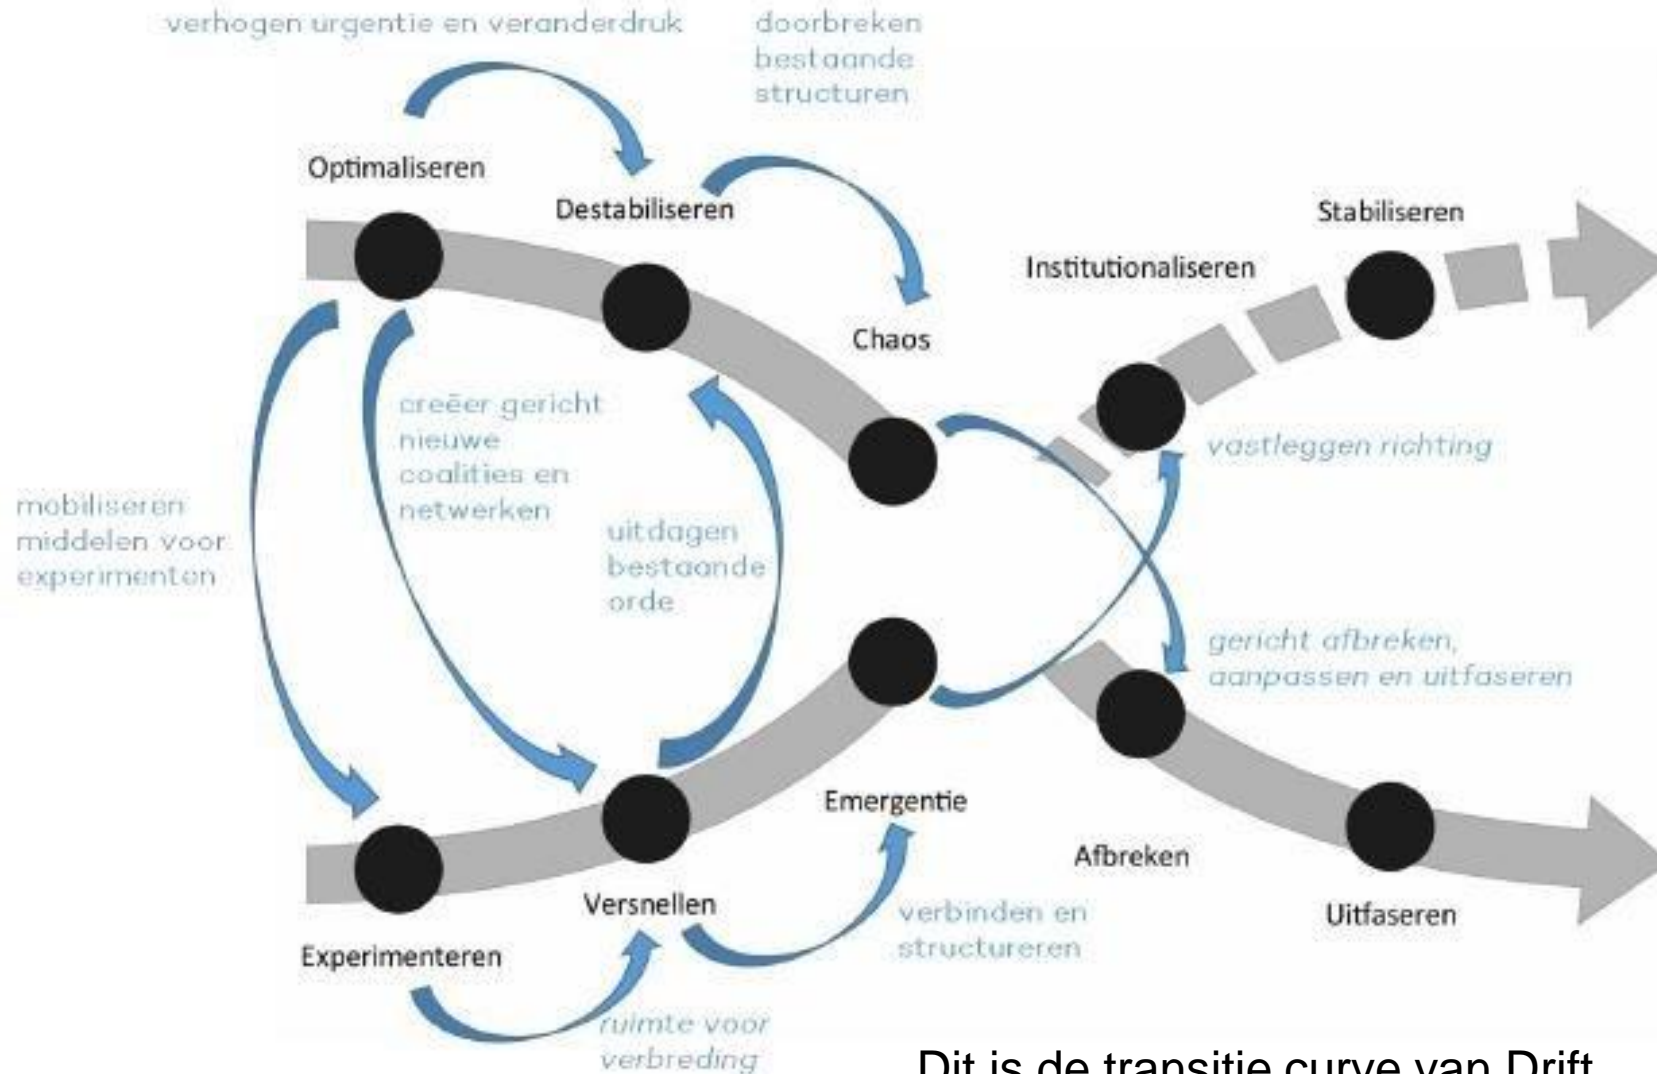 verhogen urgentie en veranderdruk
doorbreken
bestaande
structuren
Optimaliseren
Destabiliseren
Stabiliseren
Institutionaliseren
Chaos
creëer gericht
nieuwe
coalities en
netwerken
vastleggen richting
mobiliseren
middelen voor
experimenten
uitdagen
bestaande
orde
gericht afbreken,
aanpassen en uitfaseren
Emergentie
Afbreken
Versnellen
Uitfaseren
verbinden en
structureren
Experimenteren
ruimte voor
verbreding
Dit is de transitie curve van Drift